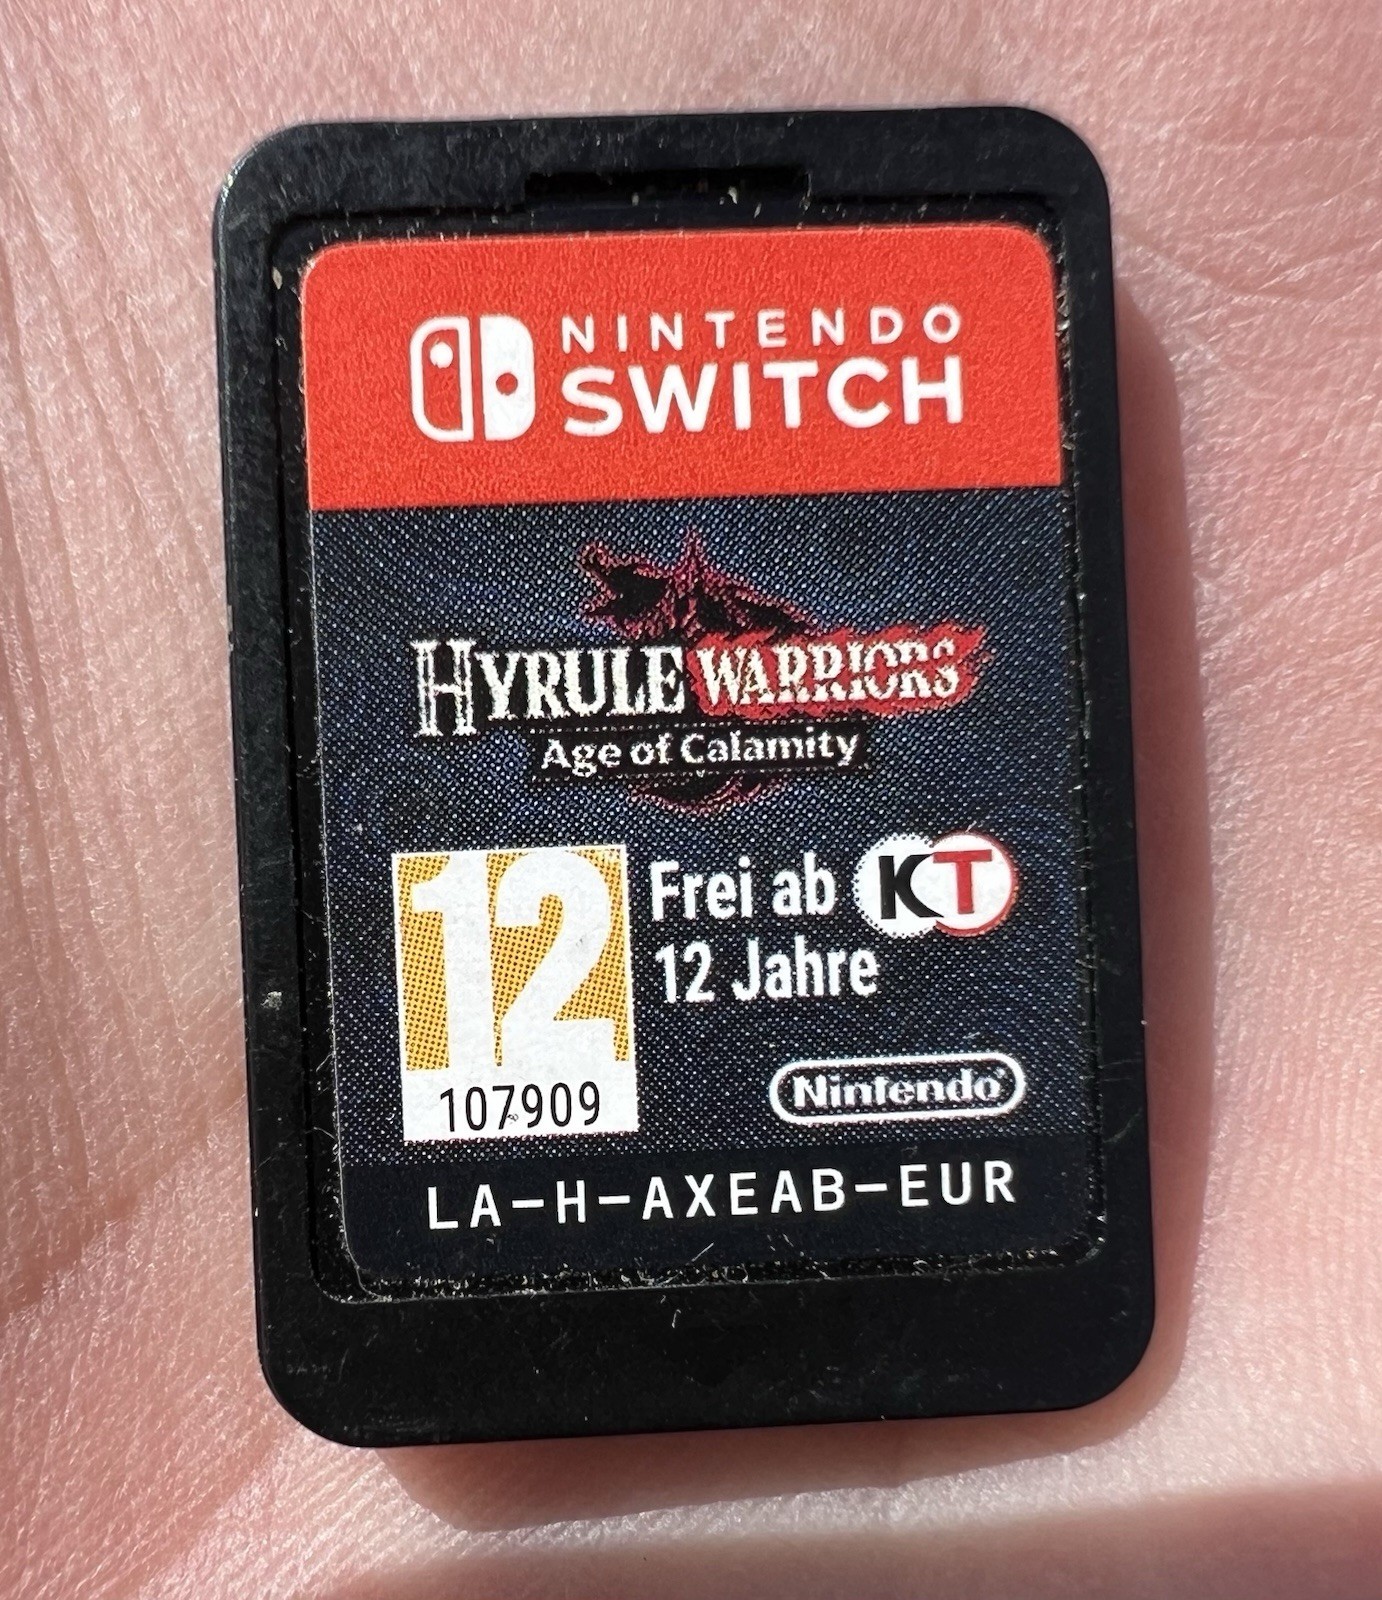 NINTENDO
SWITCH
HYRULE WARRIORS
Age of Calamity
12
107909
Frei ab
12 Jahre
KT
Nintendo
LA-H-AXEAB-EUR